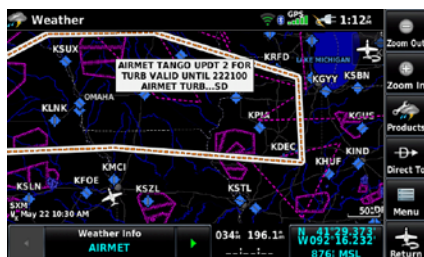 Weather
GPS
1:12
Zoom Out
Zoom In
Products
Direct To
Menu
Return
KSUX
AIRMET TANGO UPDT 2 FOR
TURB VALID UNTIL 222100
AIRMET TURB...SD
KRFD
LAKE MICHIGAN
KGYY
KSBN
OMAHA
KLNK
KPIA
KGUS
KDEC
KIND
KHUF
KMCI
KFOE
KSLN
KSZL
KSTL
SXM
May 22 10:30 AM
Weather Info
AIRMET
034
196.1
N 41°29.373'
W092°16.232'
876 MSL